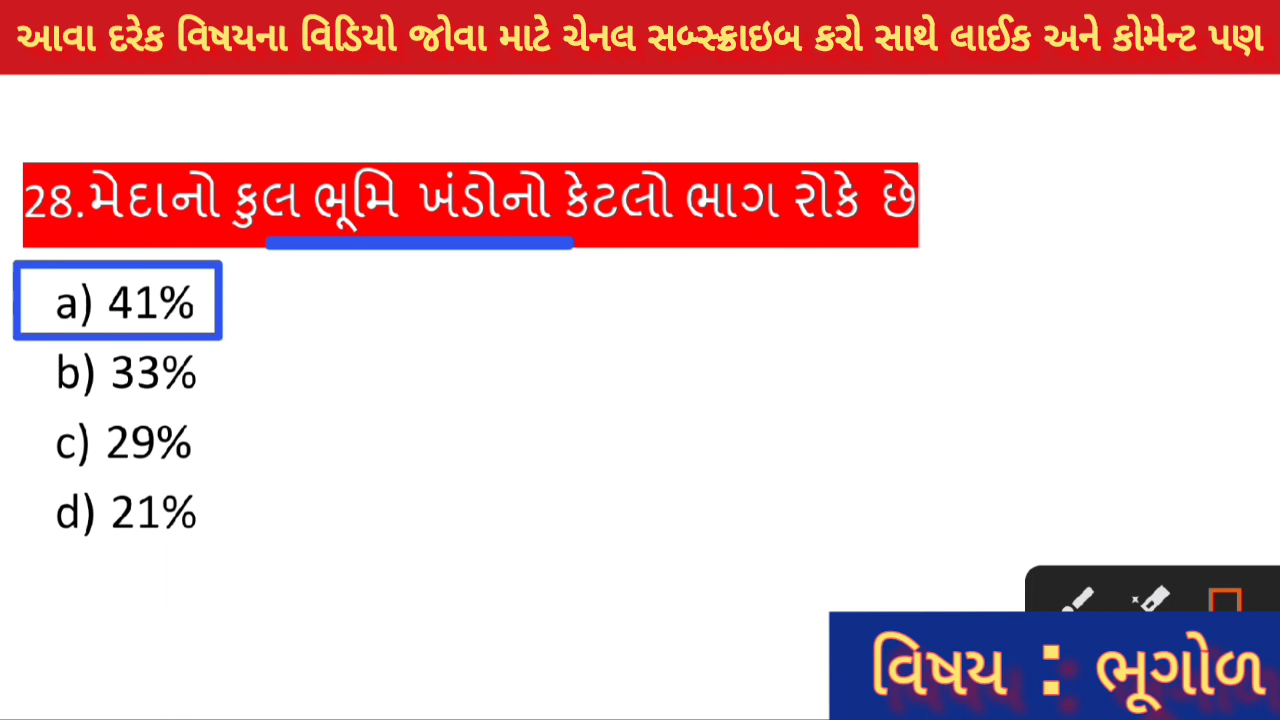 આવા દરેક વિષયના વિડિયો જોવા માટે ચેનલ સબ્સ્ક્રાઇબ કરો સાથે લાઈક અને કોમેન્ટ પણ
28.મેદાનો કુલ ભૂમિ ખંડોનો કેટલો ભાગ રોકે છે
a) 41%
b) 33%
c) 29%
d) 21%
વિષય : ભૂગોળ